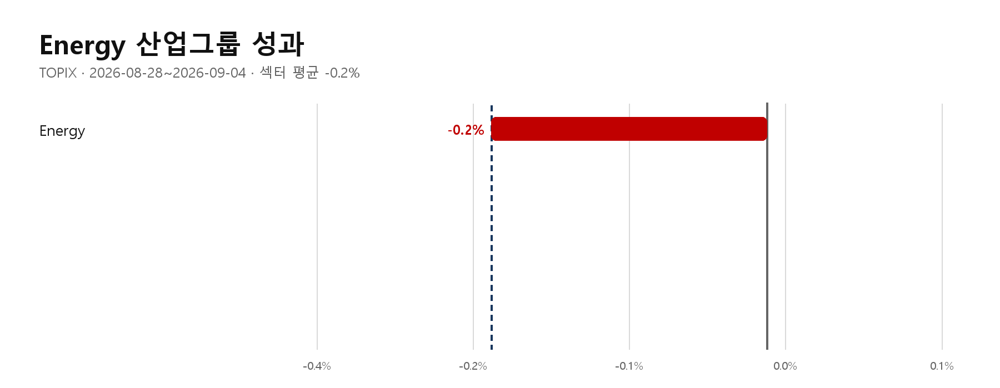 Energy 산업그룹 성과
TOPIX · 2026-08-28~2026-09-04 · 섹터 평균 -0.2%
Energy
-0.2%
-0.4% -0.2% -0.1% 0.0% 0.1%